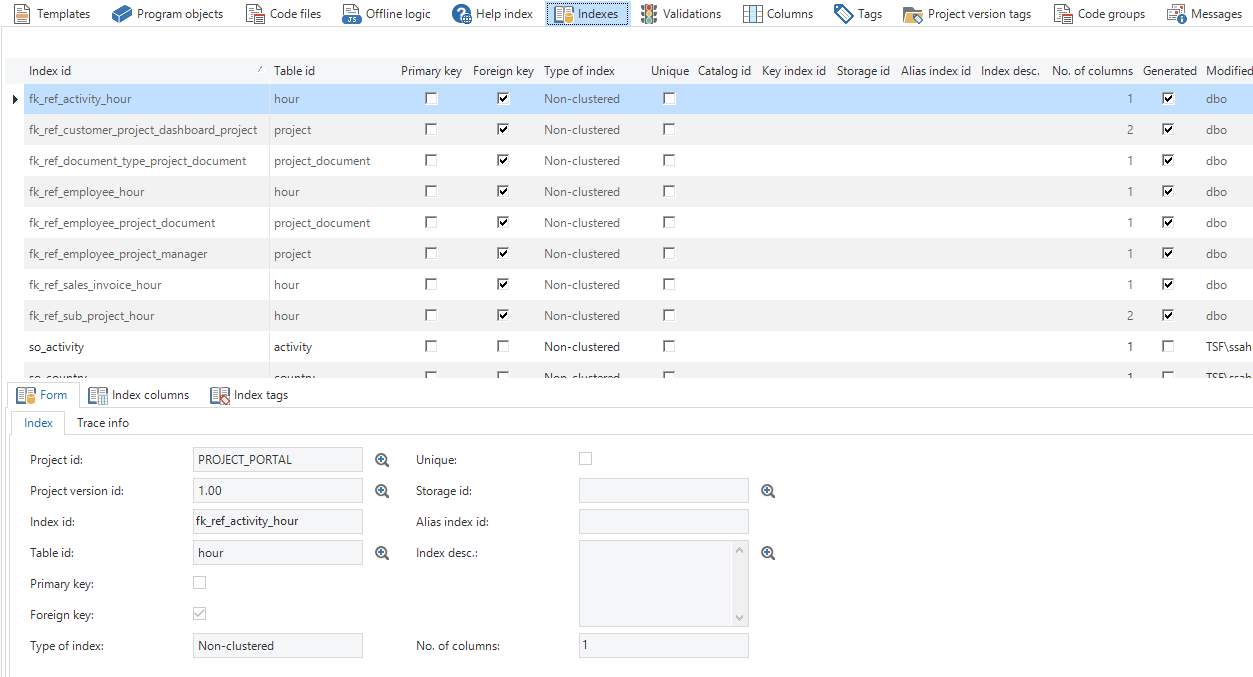 Templates Program objects Code files Offline logic Help index Indexes Validations Columns Tags Project version tags Code groups Messages
Index id Table id Primary key Foreign key Type of index Unique Catalog id Key index id Storage id Alias index id Index desc. No. of columns Generated Modified
fk_ref_activity_hour hour Non-clustered 1 dbo
fk_ref_customer_project_dashboard_project project Non-clustered 2 dbo
fk_ref_document_type_project_document project_document Non-clustered 1 dbo
fk_ref_employee_hour hour Non-clustered 1 dbo
fk_ref_employee_project_document project_document Non-clustered 1 dbo
fk_ref_employee_project_manager project Non-clustered 1 dbo
fk_ref_sales_invoice_hour hour Non-clustered 1 dbo
fk_ref_sub_project_hour hour Non-clustered 2 dbo
so_activity activity Non-clustered 1 TSF\ssah
so_country country Non-clustered 1 TSF\ssah
Form Index columns Index tags
Index Trace info
Project id: PROJECT_PORTAL Unique:
Project version id: 1.00 Storage id:
Index id: fk_ref_activity_hour Alias index id:
Table id: hour Index desc.:
Primary key:
Foreign key:
Type of index: Non-clustered No. of columns: 1